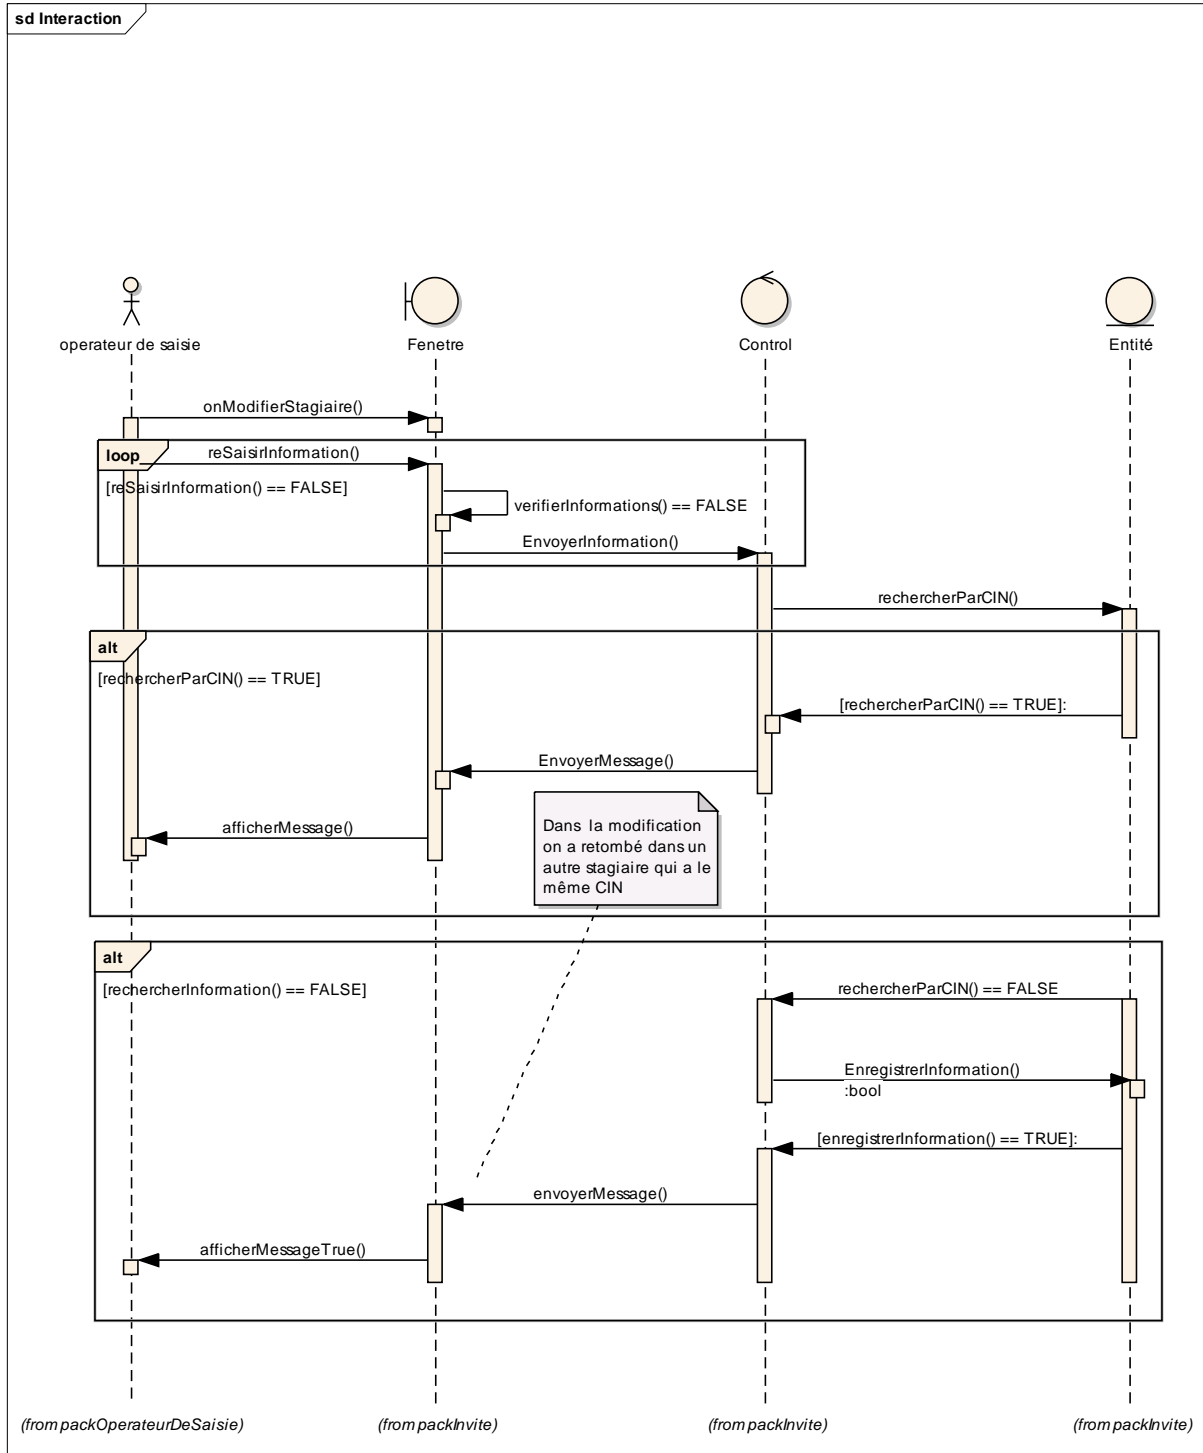 sd Interaction
operateur de saisie
Fenetre
Control
Entité
onModifierStagiaire()
loop
reSaisirInformation()
[reSaisirInformation() == FALSE]
verifierInformations() == FALSE
EnvoyerInformation()
rechercherParCIN()
alt
[rechercherParCIN() == TRUE]
[rechercherParCIN() == TRUE]:
EnvoyerMessage()
Dans la modification
on a retombé dans un
autre stagiaire qui a le
même CIN
afficherMessage()
alt
[rechercherInformation() == FALSE]
rechercherParCIN() == FALSE
EnregistrerInformation()
:bool
[enregistrerInformation() == TRUE]:
envoyerMessage()
afficherMessageTrue()
(from packOperateurDeSaisie)
(from packInvite)
(from packInvite)
(from packInvite)